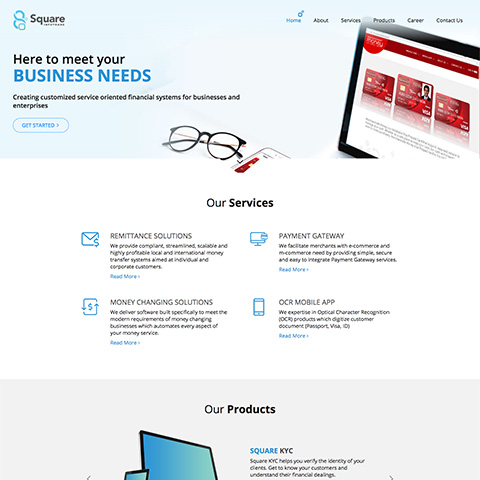 Square
INFOTECH
Home
About
Services
Products
Career
Contact Us
Here to meet your
BUSINESS NEEDS
Creating customized service oriented financial systems for businesses and
enterprises
GET STARTED >
money
Our Services
REMITTANCE SOLUTIONS
We provide compliant, streamlined, scalable and
highly profitable local and international money
transfer systems aimed at individual and
corporate customers.
Read More >
PAYMENT GATEWAY
We facilitate merchants with e-commerce and
m-commerce need by providing simple, secure
and easy to integrate Payment Gateway services.
Read More >
MONEY CHANGING SOLUTIONS
We deliver software built specifically to meet the
modern requirements of money changing
businesses which automates every aspect of
your money service.
Read More >
OCR MOBILE APP
We expertise in Optical Character Recognition
(OCR) products which digitize customer
document (Passport, Visa, ID)
Read More >
Our Products
SQUARE KYC
Square KYC helps you verify the identity of your
clients. Get to know your customers and
understand their financial dealings.